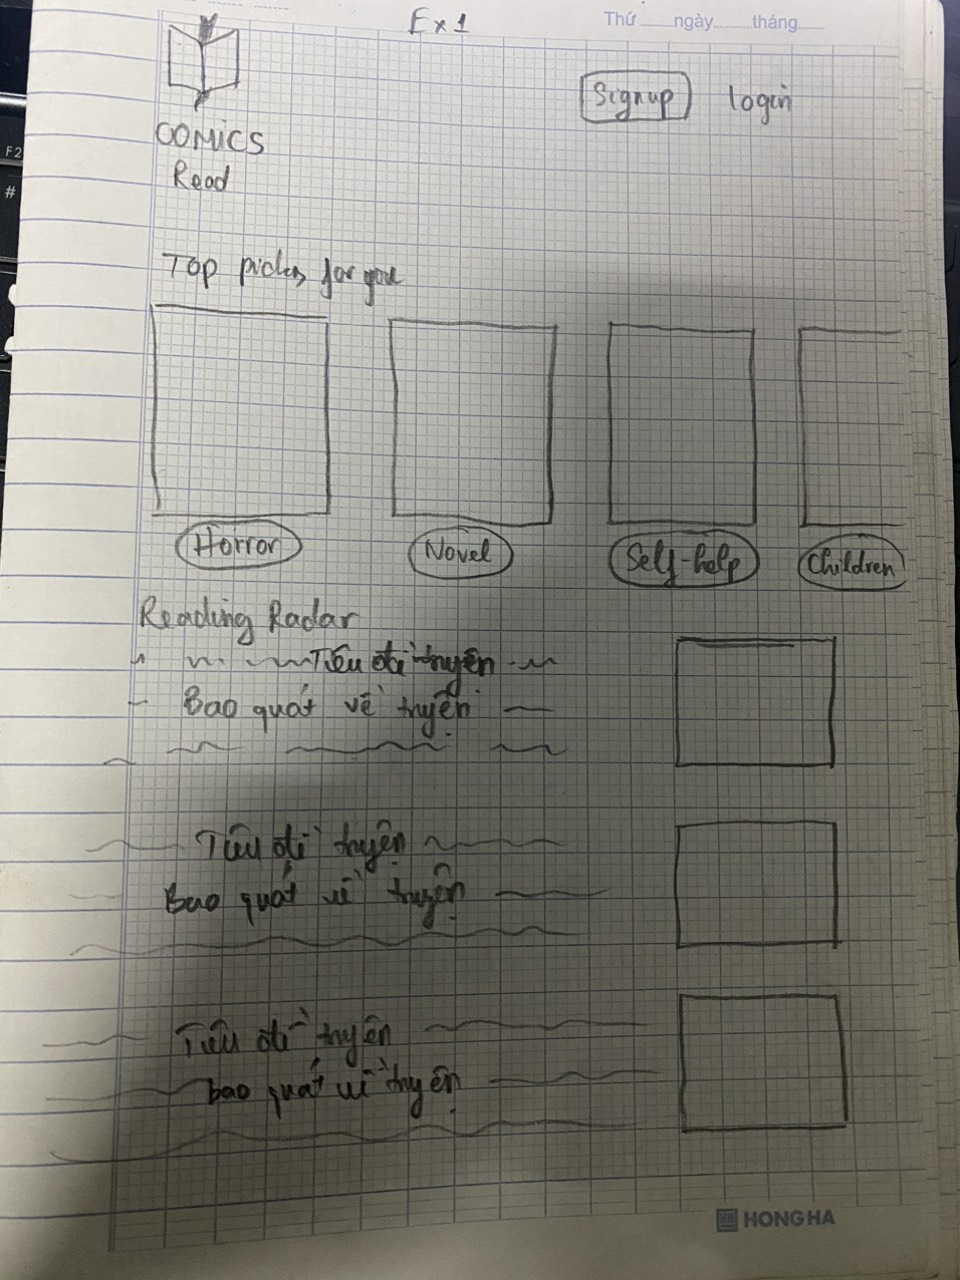 Ex1
Thứ ngày tháng
Signup login
COMICS
Read
Top picks for you
Horror Novel Self-help Children
Reading Radar
Tiêu đề truyện
Bao quát về truyện
Tiêu đề truyện
Bao quát về truyện
Tiêu đề truyện
bao quát về truyện
HONG HA
F2
#